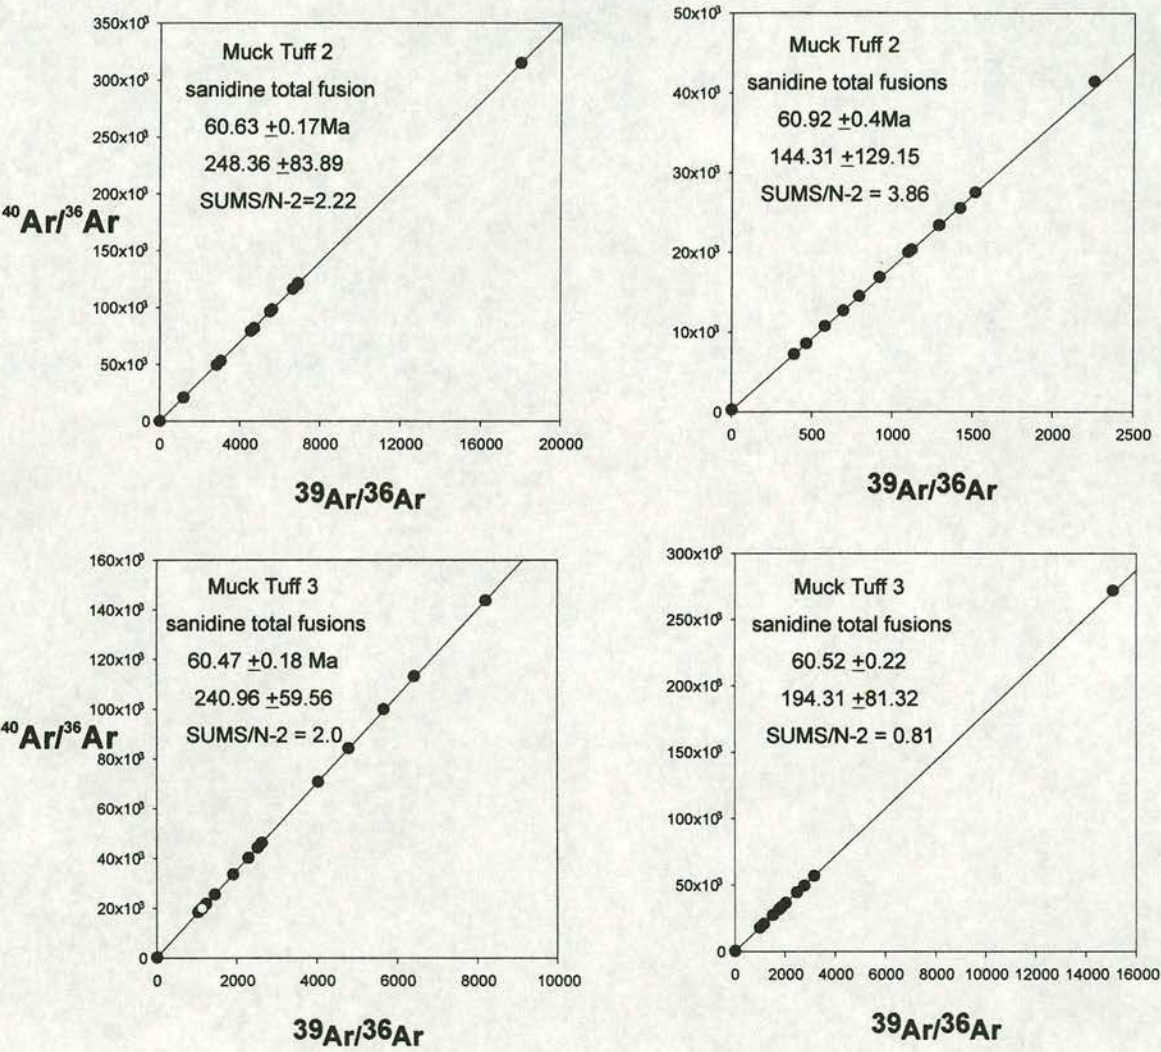 350x10³
300x10³
250x10³
200x10³
150x10³
100x10³
50x10³
0
Muck Tuff 2
sanidine total fusion
60.63 ±0.17Ma
248.36 ±83.89
SUMS/N-2=2.22
⁴⁰Ar/³⁶Ar
0 4000 8000 12000 16000 20000
³⁹Ar/³⁶Ar
50x10³
40x10³
30x10³
20x10³
10x10³
0
Muck Tuff 2
sanidine total fusions
60.92 ±0.4Ma
144.31 ±129.15
SUMS/N-2 = 3.86
0 500 1000 1500 2000 2500
³⁹Ar/³⁶Ar
160x10³
140x10³
120x10³
100x10³
80x10³
60x10³
40x10³
20x10³
0
Muck Tuff 3
sanidine total fusions
60.47 ±0.18 Ma
240.96 ±59.56
SUMS/N-2 = 2.0
⁴⁰Ar/³⁶Ar
0 2000 4000 6000 8000 10000
³⁹Ar/³⁶Ar
300x10³
250x10³
200x10³
150x10³
100x10³
50x10³
0
Muck Tuff 3
sanidine total fusions
60.52 ±0.22
194.31 ±81.32
SUMS/N-2 = 0.81
0 2000 4000 6000 8000 10000 12000 14000 16000
³⁹Ar/³⁶Ar